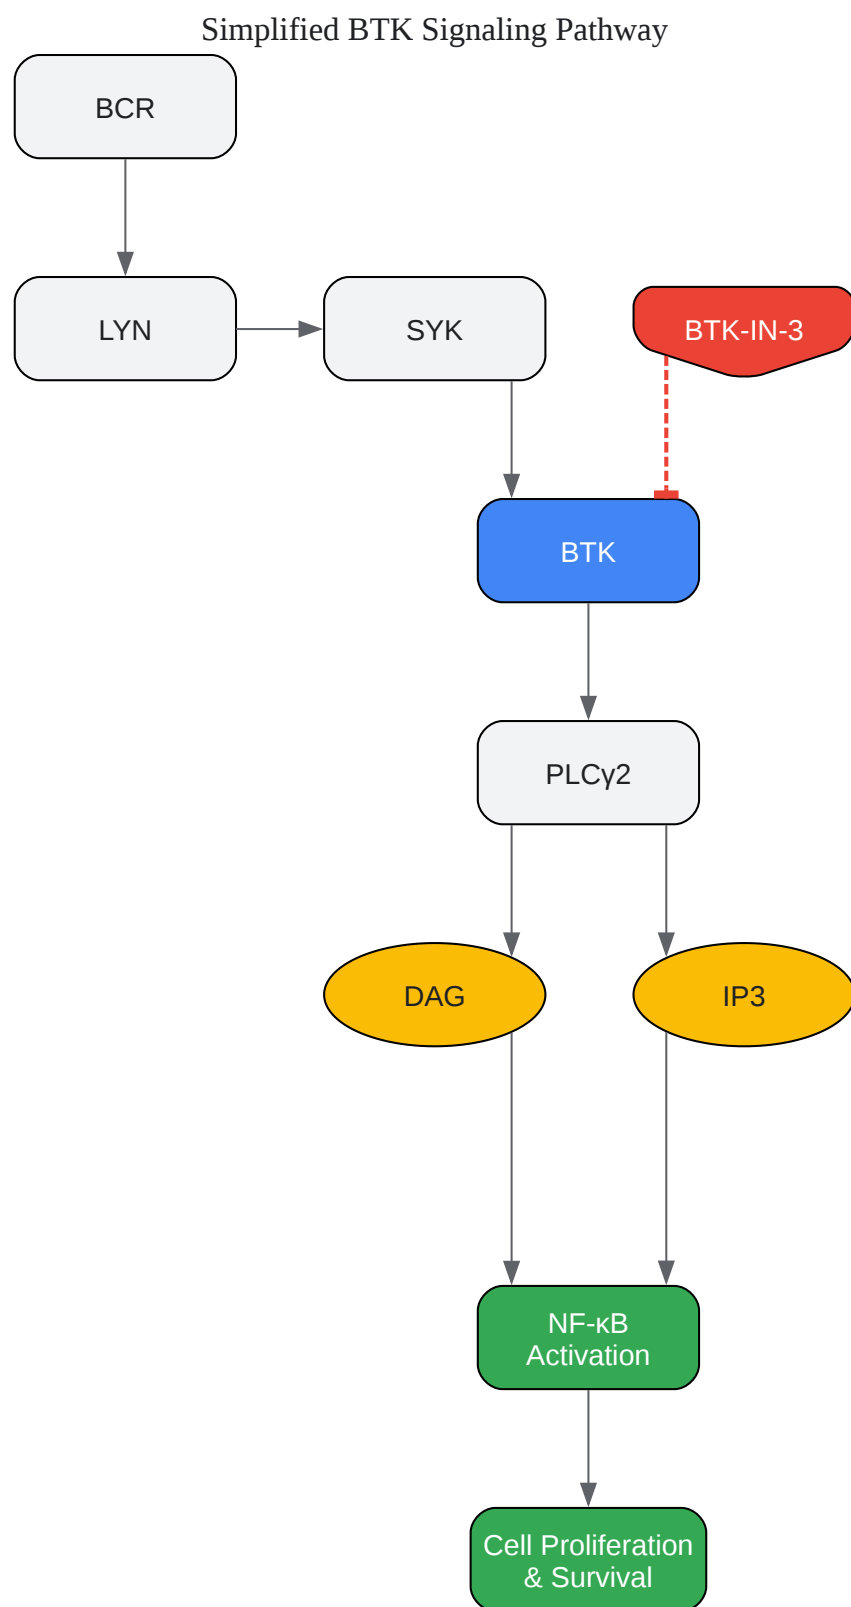 Simplified BTK Signaling Pathway
BCR
LYN
SYK
BTK-IN-3
BTK
PLCγ2
DAG
IP3
NF-κB
Activation
Cell Proliferation
& Survival